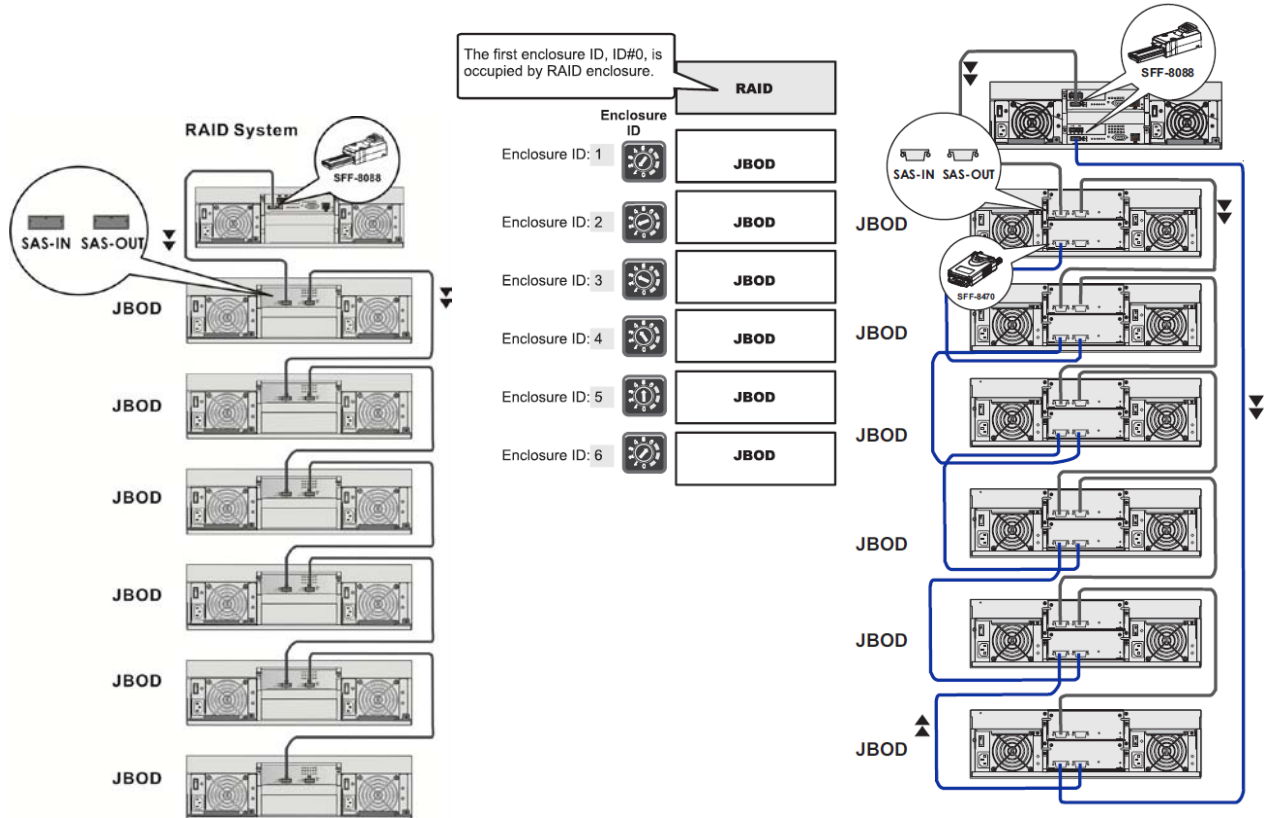 RAID System
SFF-8088
SAS-IN SAS-OUT
JBOD
JBOD
JBOD
JBOD
JBOD
JBOD
The first enclosure ID, ID#0, is
occupied by RAID enclosure.
RAID
Enclosure
ID
Enclosure ID: 1
JBOD
Enclosure ID: 2
JBOD
Enclosure ID: 3
JBOD
Enclosure ID: 4
JBOD
Enclosure ID: 5
JBOD
Enclosure ID: 6
JBOD
SFF-8088
SAS-IN SAS-OUT
JBOD
SFF-8470
JBOD
JBOD
JBOD
JBOD
JBOD